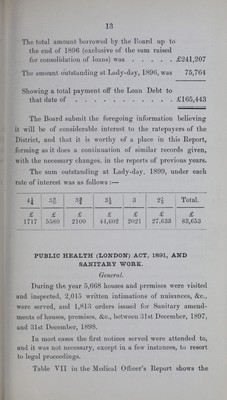 13
The total amount borrowed by the Board up to
the end of 1896 (exclusive of the sum raised
for consolidation of loans) was . . . . . £241,207
The amount outstanding at Lady-day, 1896, was 75,764
Showing a total payment off the Loan Debt to
that date of . . . . . . . . . . £165,443
The Board submit the foregoing information believing
it will be of considerable interest to the ratepayers of the
District, and that it is worthy of a place in this Report,
forming as it does a continuation of similar records given,
with the necessary changes, in the reports of previous years.
The sum outstanding at Lady-day, 1899, under each
rate of interest was as follows :—
4¼ 3⅞ 3¾ 3½ 3 2⅞ Total.
£ £ £ £ £ £ £
1717 5580 2100 44,602 2021 27,633 83,653
PUBLIC HEALTH (LONDON) ACT, 1891, AND
SANITARY WORK.
General.
During the year 5,668 houses and premises were visited
and inspected, 2,015 written intimations of nuisances, &c.,
were served, and 1,813 orders issued for Sanitary amend-
ments of houses, premises, &c., between 31st December, 1897,
and 31st December, 1898.
In most cases the first notices served were attended to,
and it was not necessary, except in a few instances, to resort
to legal proceedings.
Table VII in the Medical Officer's Report shows the